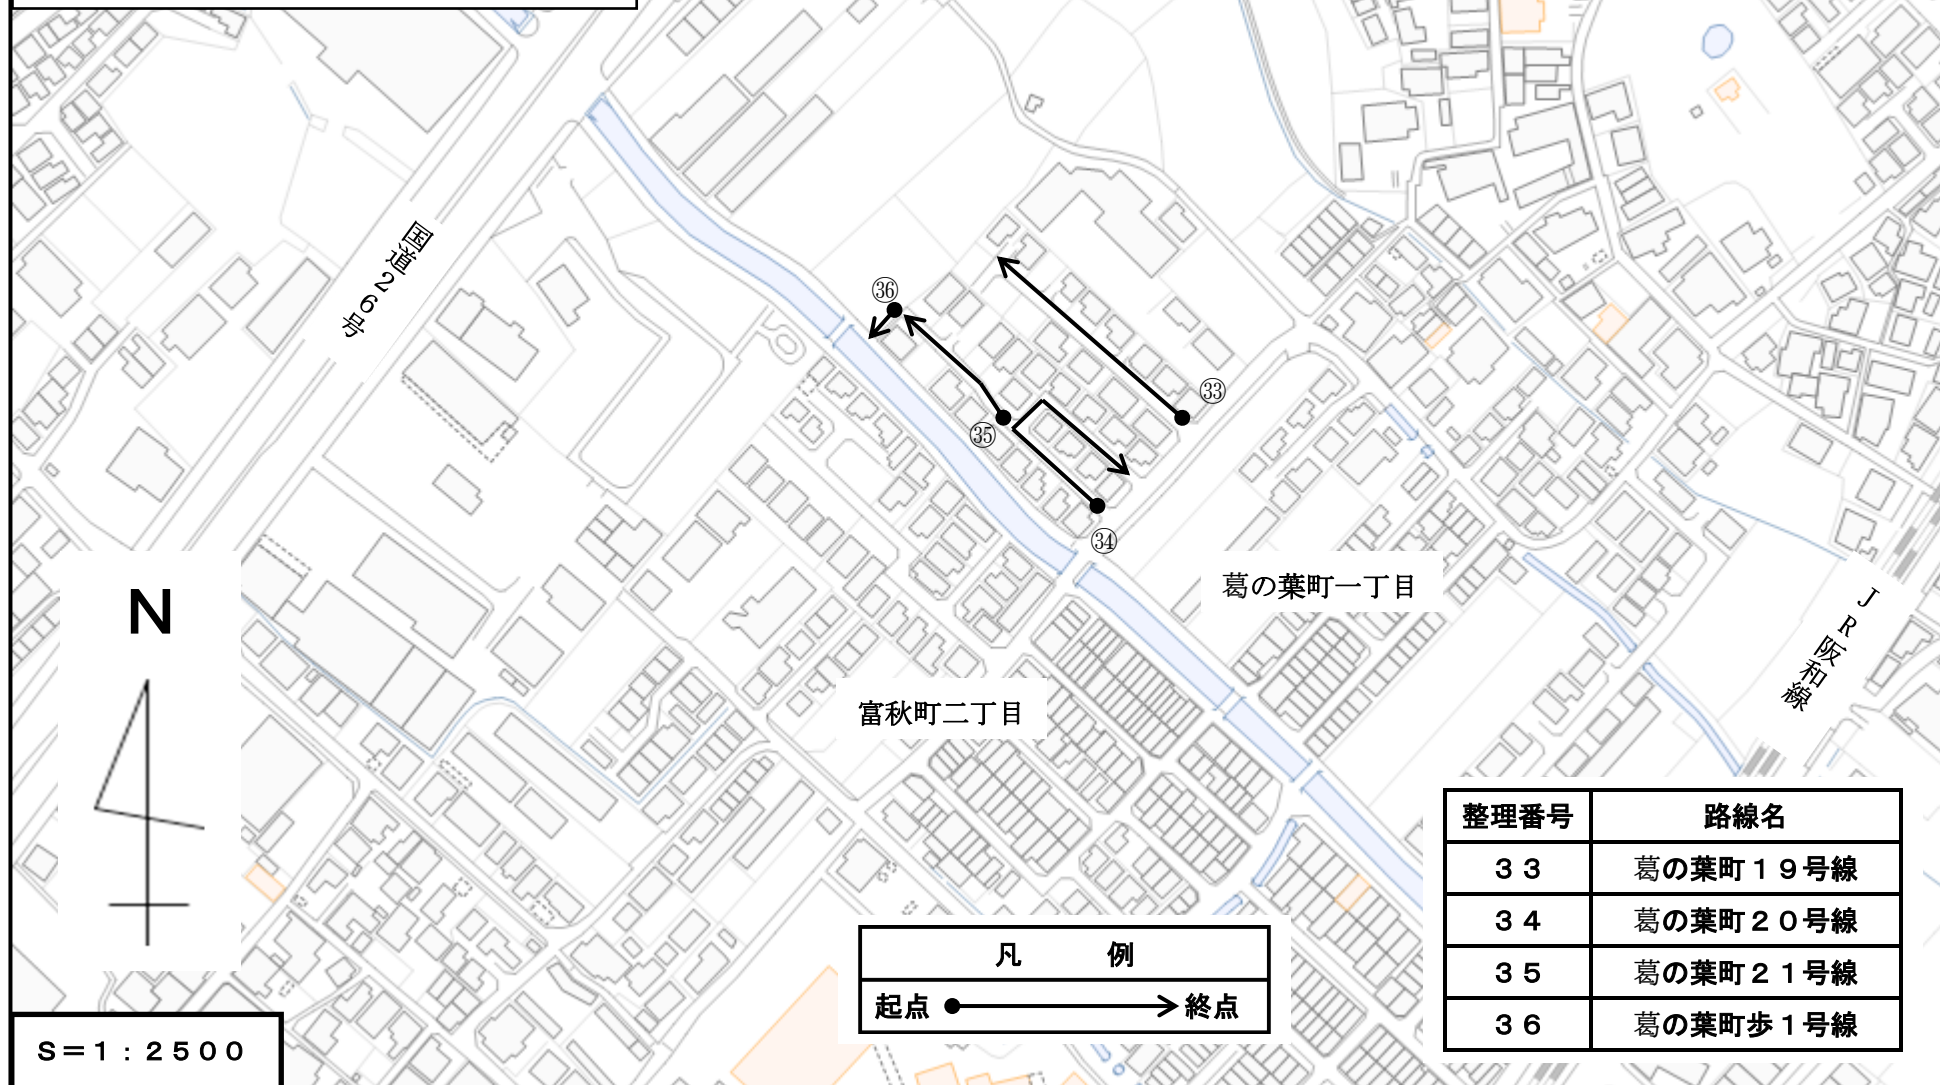 国道26号
㊱
㉝
㉟
㉞
葛の葉町一丁目
N
JR阪和線
富秋町二丁目
整理番号 路線名
33 葛の葉町19号線
34 葛の葉町20号線
35 葛の葉町21号線
36 葛の葉町歩1号線
凡 例
起点 終点
S=1:2500